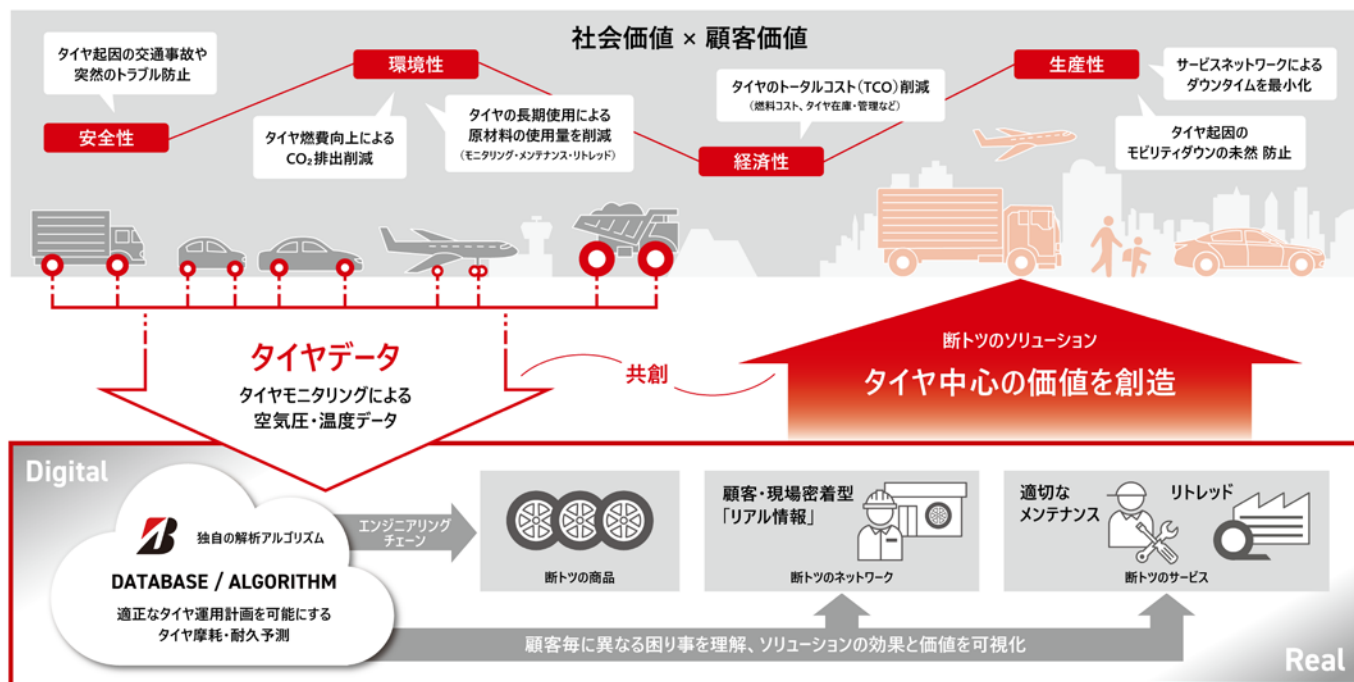 社会価値 × 顧客価値
タイヤ起因の交通事故や
突然のトラブル防止
安全性
環境性
タイヤ燃費向上による
CO₂排出削減
タイヤの長期使用による
原材料の使用量を削減
（モニタリング・メンテナンス・リトレッド）
タイヤのトータルコスト（TCO）削減
（燃料コスト、タイヤ在庫・管理など）
経済性
生産性
サービスネットワークによる
ダウンタイムを最小化
タイヤ起因の
モビリティダウンの未然 防止
タイヤデータ
タイヤモニタリングによる
空気圧・温度データ
共創
断トツのソリューション
タイヤ中心の価値を創造
Digital
独自の解析アルゴリズム
DATABASE / ALGORITHM
適正なタイヤ運用計画を可能にする
タイヤ摩耗・耐久予測
エンジニアリング
チェーン
断トツの商品
顧客・現場密着型
「リアル情報」
断トツのネットワーク
適切な
メンテナンス
リトレッド
断トツのサービス
顧客毎に異なる困り事を理解、ソリューションの効果と価値を可視化
Real